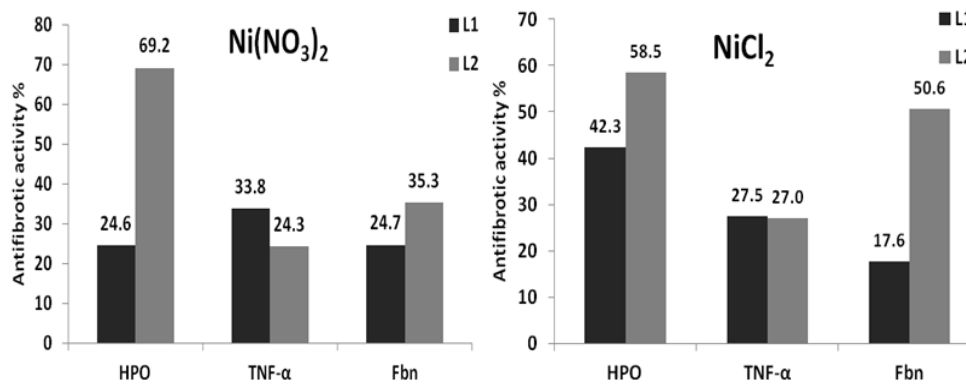 Ni(NO₃)₂
L1
L2
Antifibrotic activity %
80
70
60
50
40
30
20
10
0
24.6
69.2
33.8
24.3
24.7
35.3
HPO
TNF-α
Fbn
NiCl₂
L1
L2
Antifibrotic activity %
70
60
50
40
30
20
10
0
42.3
58.5
27.5
27.0
17.6
50.6
HPO
TNF-α
Fbn